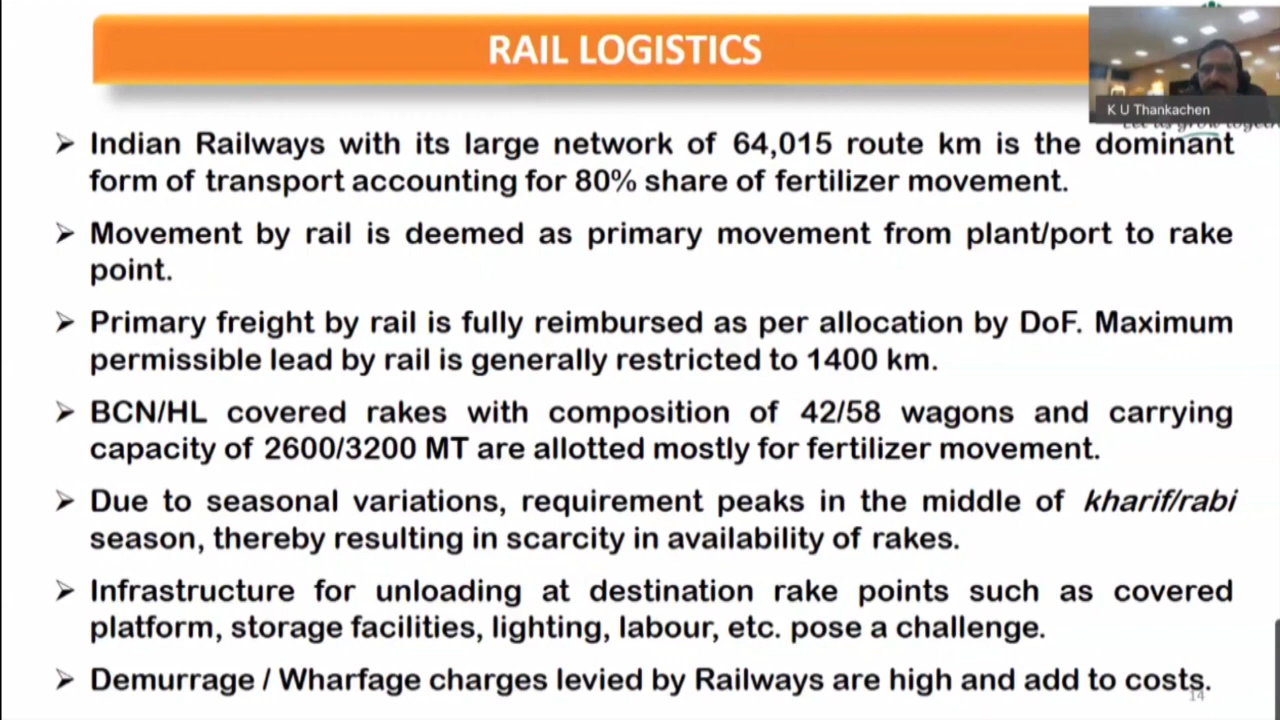 RAIL LOGISTICS
K U Thankachen
Let us grow together
➢ Indian Railways with its large network of 64,015 route km is the dominant
form of transport accounting for 80% share of fertilizer movement.
➢ Movement by rail is deemed as primary movement from plant/port to rake
point.
➢ Primary freight by rail is fully reimbursed as per allocation by DoF. Maximum
permissible lead by rail is generally restricted to 1400 km.
➢ BCN/HL covered rakes with composition of 42/58 wagons and carrying
capacity of 2600/3200 MT are allotted mostly for fertilizer movement.
➢ Due to seasonal variations, requirement peaks in the middle of kharif/rabi
season, thereby resulting in scarcity in availability of rakes.
➢ Infrastructure for unloading at destination rake points such as covered
platform, storage facilities, lighting, labour, etc. pose a challenge.
➢ Demurrage / Wharfage charges levied by Railways are high and add to costs.
14